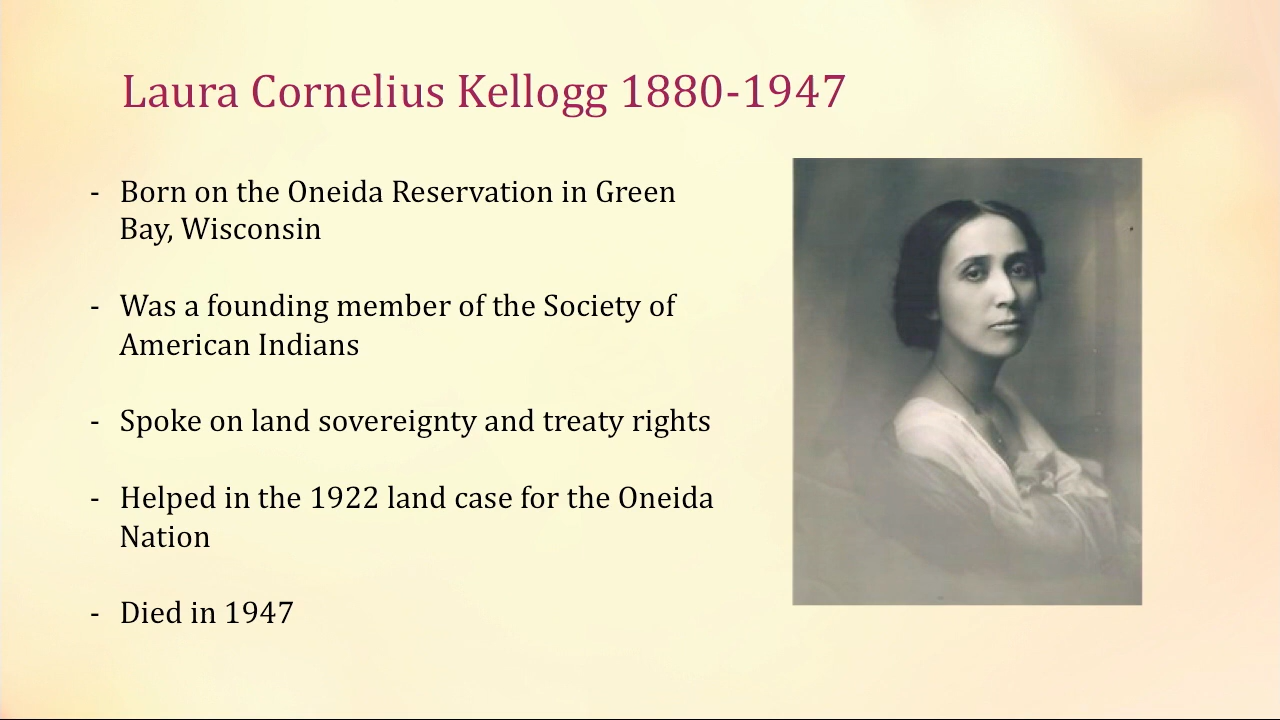 Laura Cornelius Kellogg 1880-1947
- Born on the Oneida Reservation in Green
Bay, Wisconsin
- Was a founding member of the Society of
American Indians
- Spoke on land sovereignty and treaty rights
- Helped in the 1922 land case for the Oneida
Nation
- Died in 1947